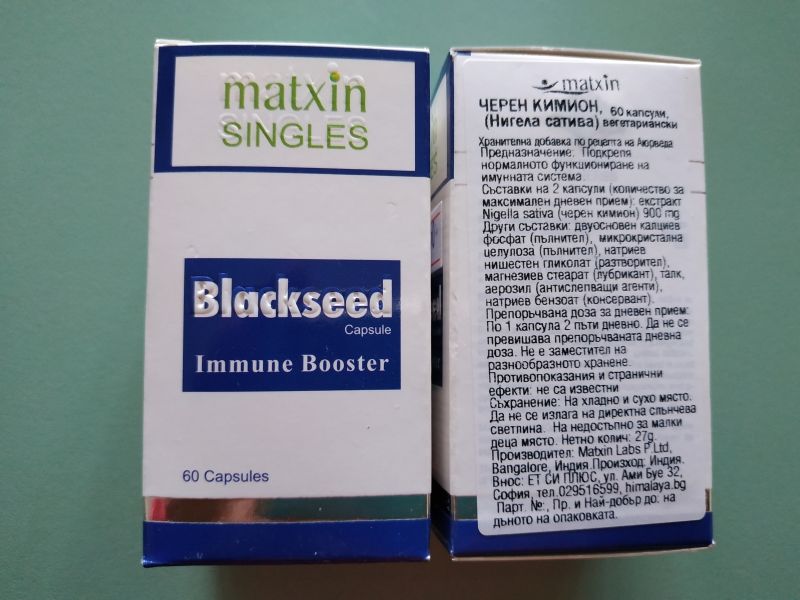 matxin
SINGLES
Blackseed
Capsule
Immune Booster
60 Capsules
matxin
ЧЕРЕН КИМИОН, 60 капсули,
(Нигела сатива) вегетариански
Хранителна добавка по рецепта на Аюрведа
Предназначение: Подкрепя
нормалното функциониране на
имунната система.
Съставки на 2 капсули (количество за
максимален дневен прием): екстракт
Nigella sativa (черен кимион) 900 mg
Други съставки: двуосновен калциев
фосфат (пълнител), микрокристална
целулоза (пълнител), натриев
нишестен гликолат (разтворител),
магнезиев стеарат (лубрикант), талк,
аерозил (антислепващи агенти),
натриев бензоат (консервант).
Препоръчвана доза за дневен прием:
По 1 капсула 2 пъти дневно. Да не се
превишава препоръчваната дневна
доза. Не е заместител на
разнообразното хранене.
Противопоказания и странични
ефекти: не са известни
Съхранение: На хладно и сухо място.
Да не се излага на директна слънчева
светлина. На недостъпно за малки
деца място. Нетно колич: 27g.
Производител: Matxin Labs P.Ltd,
Bangalore, Индия.Произход: Индия.
Внос: ЕТ СИ ПЛЮС, ул. Ами Буе 32,
София, тел.029516599, himalaya.bg
Парт. №:, Пр. и Най-добър до: на
дъното на опаковката.